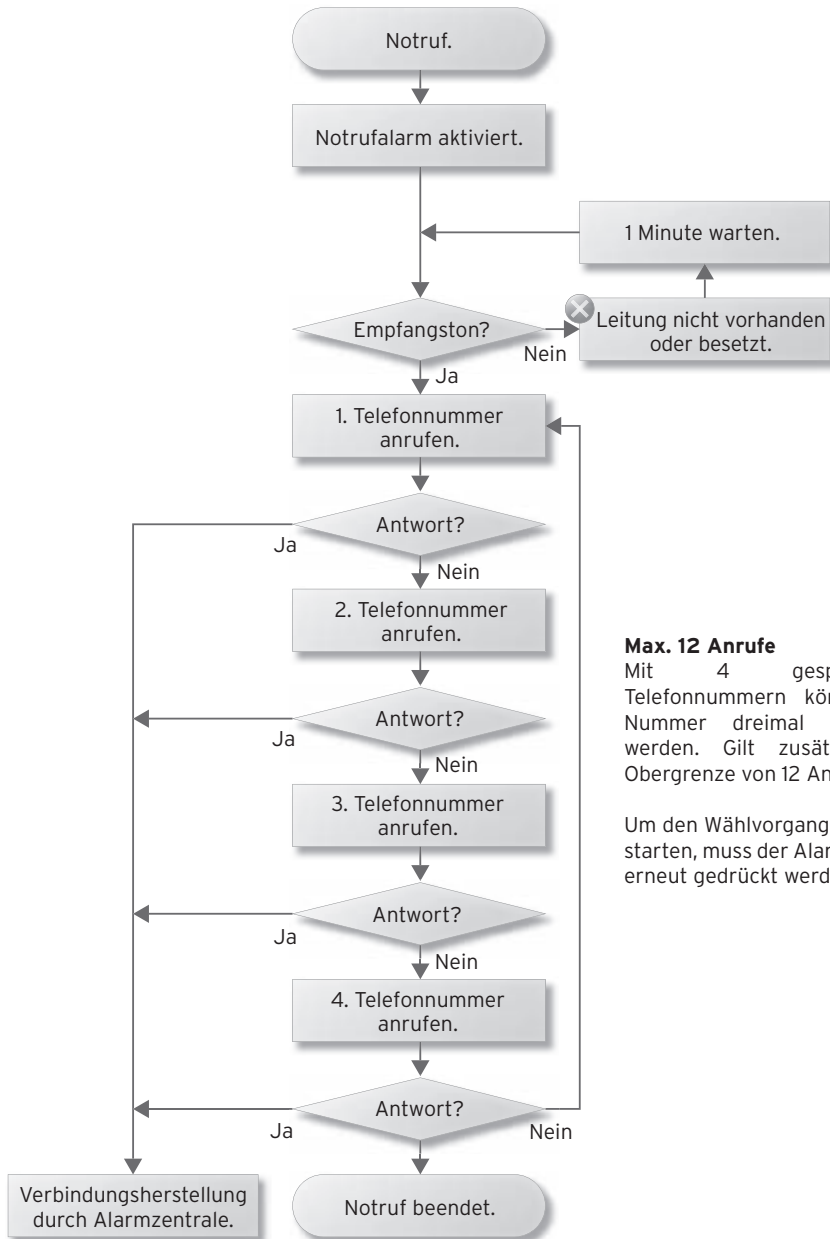 Notruf.
Notrufalarm aktiviert.
1 Minute warten.
Empfangston?
Nein
Leitung nicht vorhanden
oder besetzt.
Ja
1. Telefonnummer
anrufen.
Antwort?
Ja
Nein
2. Telefonnummer
anrufen.
Antwort?
Ja
Nein
3. Telefonnummer
anrufen.
Antwort?
Ja
Nein
4. Telefonnummer
anrufen.
Antwort?
Ja
Nein
Verbindungsherstellung
durch Alarmzentrale.
Notruf beendet.
Max. 12 Anrufe
Mit 4
Telefonnummern
Nummer dreimal
werden. Gilt
Obergrenze von 12
Um den Wählvorgang
starten, muss der
erneut gedrückt